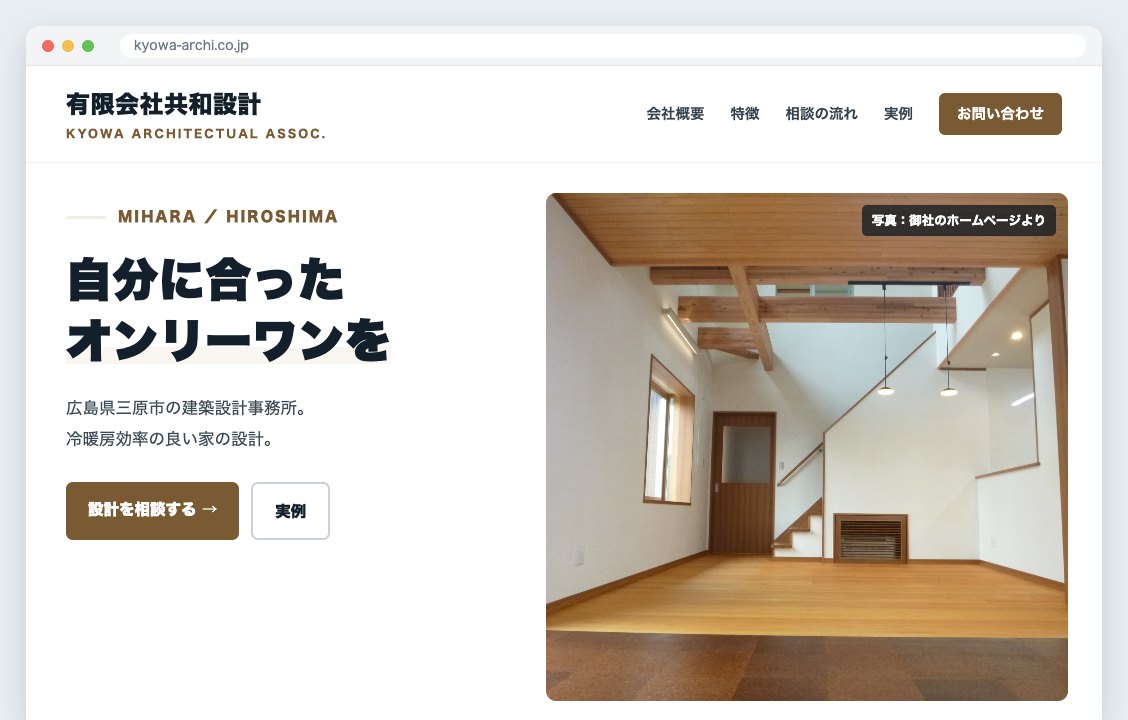 kyowa-archi.co.jp
有限会社共和設計
KYOWA ARCHITECTUAL ASSOC.
会社概要 特徴 相談の流れ 実例 お問い合わせ
MIHARA / HIROSHIMA
写真：御社のホームページより
自分に合った
オンリーワンを
広島県三原市の建築設計事務所。
冷暖房効率の良い家の設計。
設計を相談する → 実例